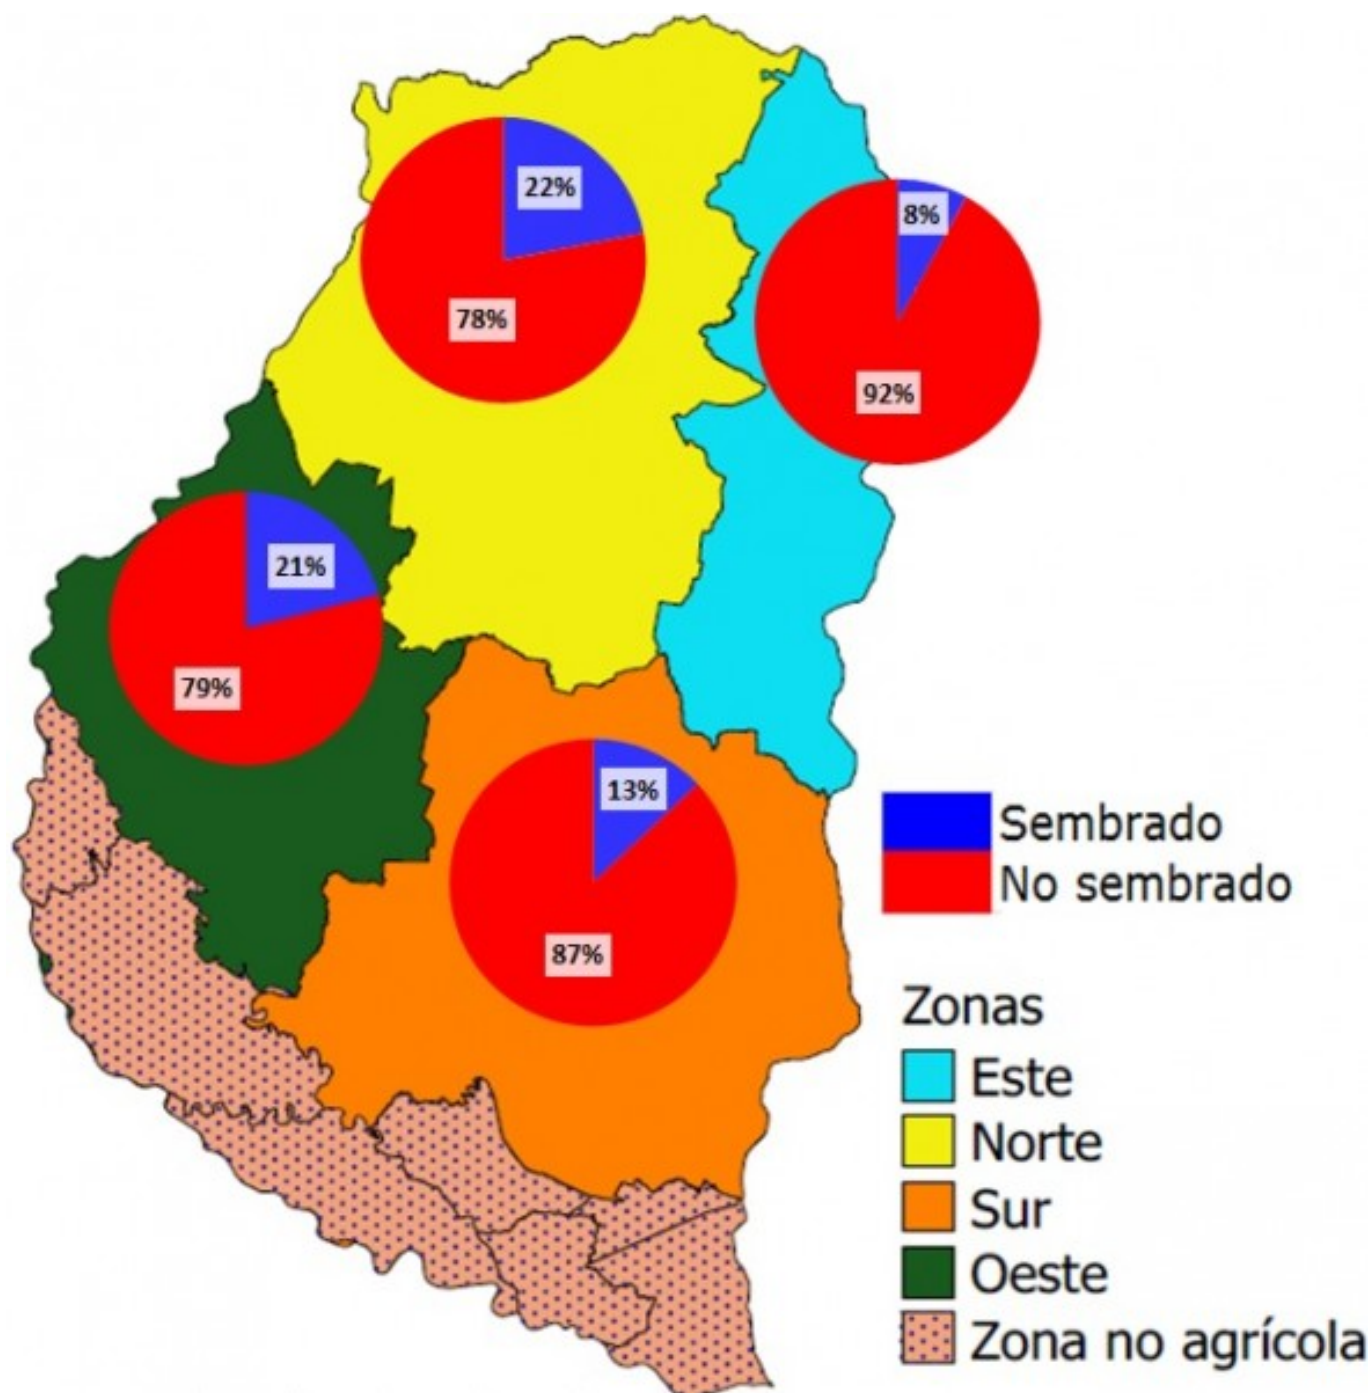 22%
8%
78%
92%
21%
79%
13%
87%
Sembrado
No sembrado
Zonas
Este
Norte
Sur
Oeste
Zona no agrícola